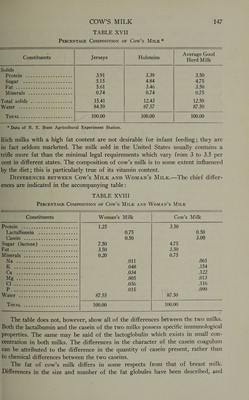 COW'S MILK 147
TABLE XVII
Percentage Composition of Cow's Milk *
Constituents Jerseys Holsteins Average Good Herd Milk
Solids
Protein 3.91 3.39 3.50
Sugar 5.15 4.84 4.75
Fat 5.61 3.46 3.50
Minerals 0.74 0.74 0.75
Total solids 15.41 12.43 12.50
Water 84.59 87.57 87.50
Total 100.00 100.00 100.00
* Data of N. Y. State Agricultural Experiment Station.
Rich milks with a high fat content are not desirable for infant feeding; they are
in fact seldom marketed. The milk sold in the United States usually contains a
trifle more fat than the minimal legal requirements which vary from 3 to 3.5 per
cent in different states. The composition of cow's milk is to some extent influenced
by the diet; this is particularly true of its vitamin content.
Differences between Cow's Milk and Woman's Milk.—The chief differ-
ences are indicated in the accompanying table:
TABLE XVIII
Percentage Composition of Cow's Milk and Woman's Milk
Constituents Woman's Milk Cow's Milk
Protein 1.25 3.50
Lactalbumin 0.75 0.50
Casein 0.50 3.00
Sugar (lactose) 7.50 4.75
Fat 3.50 3.50
Minerals 0.20 0.75
Na .011
K .048 .154
Ca .034
Mg .005 .013
Cl .036 .116
P .015
Water 87.55 87.50
Total 100.00 100.00
The table does not, however, show all of the differences between the two milks.
Both the lactalbumin and the casein of the two milks possess specific immunological
properties. The same may be said of the lactoglobulin which exists in small con-
centration in both milks. The differences in the character of the casein coagulum
can be attributed to the difference in the quantity of casein present, rather than
to chemical differences between the two caseins.
The fat of cow's milk differs in some respects from that of breast milk.
Differences in the size and number of the fat globules have been described, and